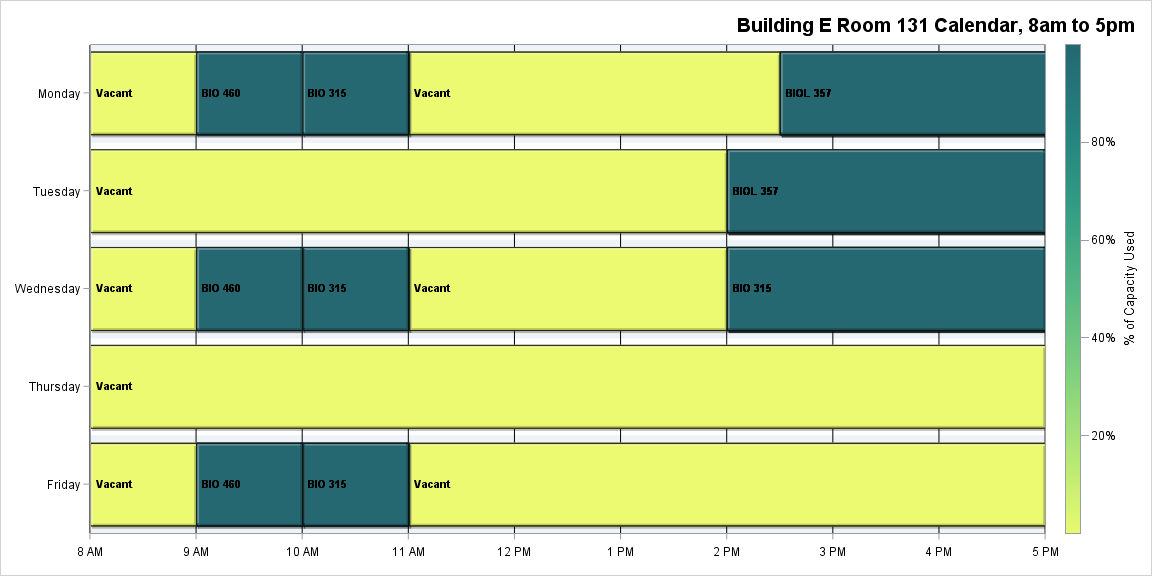 Building E Room 131 Calendar, 8am to 5pm
Monday
Vacant
BIO 460
BIO 315
Vacant
BIOL 357
Tuesday
Vacant
BIOL 357
Wednesday
Vacant
BIO 460
BIO 315
Vacant
BIO 315
Thursday
Vacant
Friday
Vacant
BIO 460
BIO 315
Vacant
8 AM
9 AM
10 AM
11 AM
12 PM
1 PM
2 PM
3 PM
4 PM
5 PM
80%
60%
40%
20%
% of Capacity Used